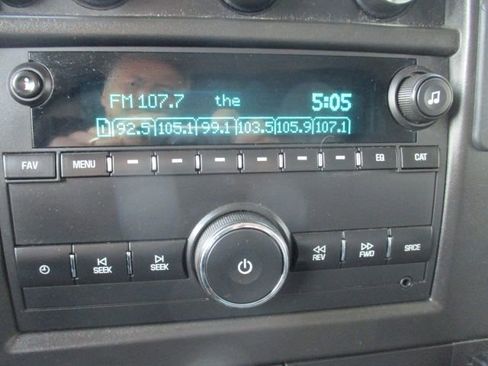 FM 107.7 the 5:05
1 92.5 105.1 99.1 103.5 105.9 107.1
FAV MENU EQ CAT
SEEK SEEK REV FWD SRCE